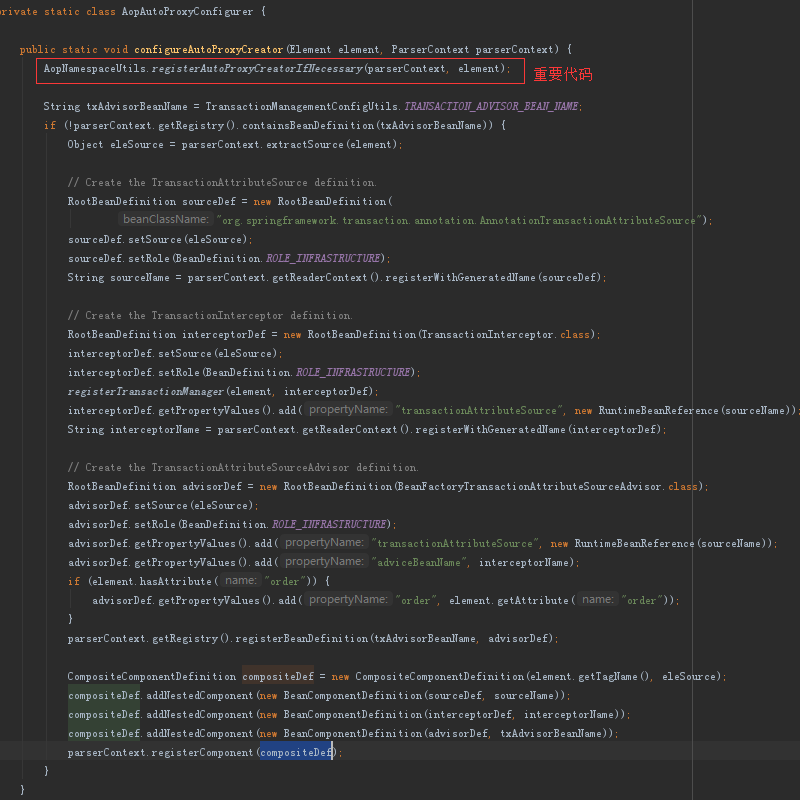 private static class AopAutoProxyConfigurer {
public static void configureAutoProxyCreator(Element element, ParserContext parserContext) {
AopNamespaceUtils.registerAutoProxyCreatorIfNecessary(parserContext, element); 重要代码
String txAdvisorBeanName = TransactionManagementConfigUtils.TRANSACTION_ADVISOR_BEAN_NAME;
if (!parserContext.getRegistry().containsBeanDefinition(txAdvisorBeanName)) {
Object eleSource = parserContext.extractSource(element);
// Create the TransactionAttributeSource definition.
RootBeanDefinition sourceDef = new RootBeanDefinition(
beanClassName: "org.springframework.transaction.annotation.AnnotationTransactionAttributeSource");
sourceDef.setSource(eleSource);
sourceDef.setRole(BeanDefinition.ROLE_INFRASTRUCTURE);
String sourceName = parserContext.getReaderContext().registerWithGeneratedName(sourceDef);
// Create the TransactionInterceptor definition.
RootBeanDefinition interceptorDef = new RootBeanDefinition(TransactionInterceptor.class);
interceptorDef.setSource(eleSource);
interceptorDef.setRole(BeanDefinition.ROLE_INFRASTRUCTURE);
registerTransactionManager(element, interceptorDef);
interceptorDef.getPropertyValues().add( propertyName: "transactionAttributeSource", new RuntimeBeanReference(sourceName));
String interceptorName = parserContext.getReaderContext().registerWithGeneratedName(interceptorDef);
// Create the TransactionAttributeSourceAdvisor definition.
RootBeanDefinition advisorDef = new RootBeanDefinition(BeanFactoryTransactionAttributeSourceAdvisor.class);
advisorDef.setSource(eleSource);
advisorDef.setRole(BeanDefinition.ROLE_INFRASTRUCTURE);
advisorDef.getPropertyValues().add( propertyName: "transactionAttributeSource", new RuntimeBeanReference(sourceName));
advisorDef.getPropertyValues().add( propertyName: "adviceBeanName", interceptorName);
if (element.hasAttribute( name: "order")) {
advisorDef.getPropertyValues().add( propertyName: "order", element.getAttribute( name: "order"));
}
parserContext.getRegistry().registerBeanDefinition(txAdvisorBeanName, advisorDef);
CompositeComponentDefinition compositeDef = new CompositeComponentDefinition(element.getTagName(), eleSource);
compositeDef.addNestedComponent(new BeanComponentDefinition(sourceDef, sourceName));
compositeDef.addNestedComponent(new BeanComponentDefinition(interceptorDef, interceptorName));
compositeDef.addNestedComponent(new BeanComponentDefinition(advisorDef, txAdvisorBeanName));
parserContext.registerComponent(compositeDef);
}
}